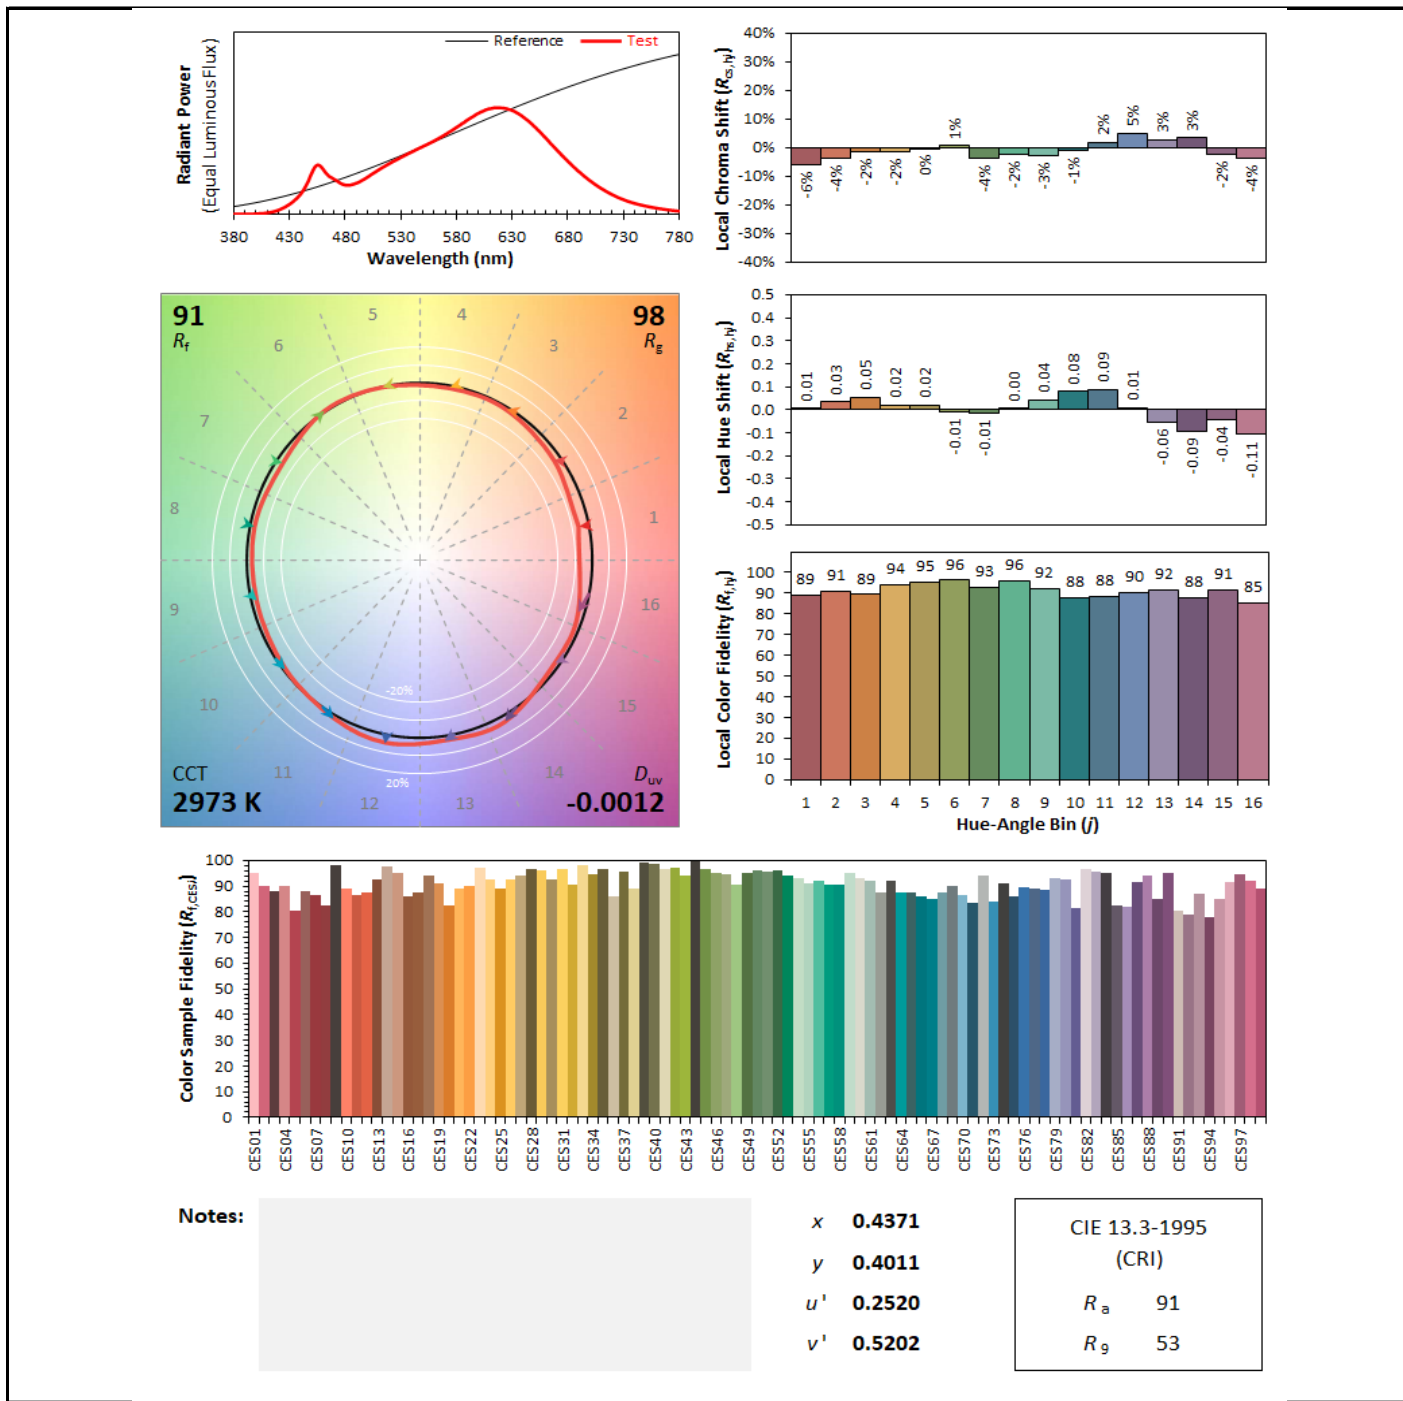 Radiant Power
(Equal Luminous Flux)
Reference
Test
380 430 480 530 580 630 680 730 780
Wavelength (nm)
Local Chroma Shift (Rcs,hj)
40%
30%
20%
10%
0%
-10%
-20%
-30%
-40%
-6% -4% -2% -2% 0% 1% -4% -2% -3% -1% 2% 5% 3% 3% -2% -4%
91
Rf
98
Rg
5 4
6 3
7 2
8 1
9 16
10 15
11 14
12 13
-20%
20%
CCT
2973 K
Duv
-0.0012
Local Hue Shift (Rhs,hj)
0.5
0.4
0.3
0.2
0.1
0.0
-0.1
-0.2
-0.3
-0.4
-0.5
0.01 0.03 0.05 0.02 0.02 -0.01 -0.01 0.00 0.04 0.08 0.09 0.01 -0.06 -0.09 -0.04 -0.11
Local Color Fidelity (Rf,hj)
100
90
80
70
60
50
40
30
20
10
0
89 91 89 94 95 96 93 96 92 88 88 90 92 88 91 85
1 2 3 4 5 6 7 8 9 10 11 12 13 14 15 16
Hue-Angle Bin (j)
Color Sample Fidelity (Rf,CESi)
100
90
80
70
60
50
40
30
20
10
0
CES01 CES04 CES07 CES10 CES13 CES16 CES19 CES22 CES25 CES28 CES31 CES34 CES37 CES40 CES43 CES46 CES49 CES52 CES55 CES58 CES61 CES64 CES67 CES70 CES73 CES76 CES79 CES82 CES85 CES88 CES91 CES94 CES97
Notes:
x 0.4371
y 0.4011
u' 0.2520
v' 0.5202
CIE 13.3-1995
(CRI)
Ra 91
R9 53